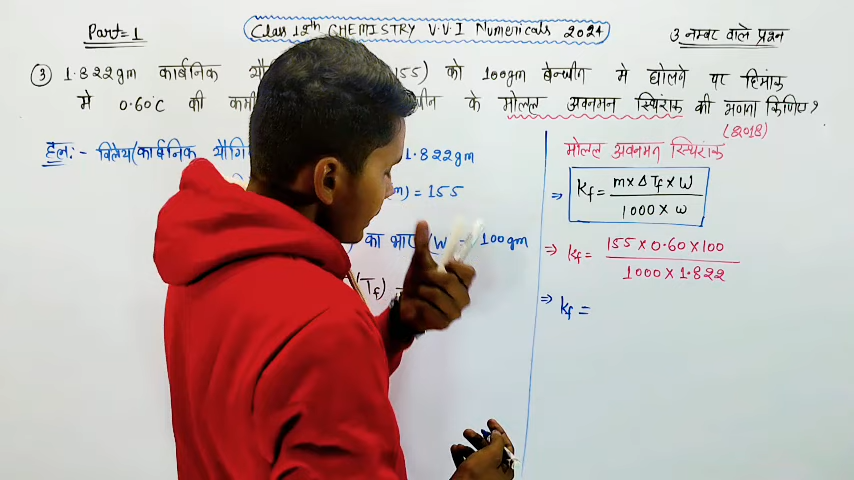 Part=1
Class 12th CHEMISTRY V.V.I Numericals 2024
3 नम्बर वाले प्रश्न
③ 1.822gm कार्बनिक यौ 155) को 100gm बेन्जीन मे घोलने पर हिमांक
मे 0.60°C की कमी के मोलल अवनमन स्थिरांक की गणना किजिए?
(2018)
हल:- विलेय(कार्बनिक यौगि 1.822gm
m) = 155
का भार (W) = 100gm
Tf) =
मोलल अवनमन स्थिरांक
⇒ Kf = m×ΔTf×W / 1000×w
⇒ Kf = 155×0.60×100 / 1000×1.822
⇒ Kf =